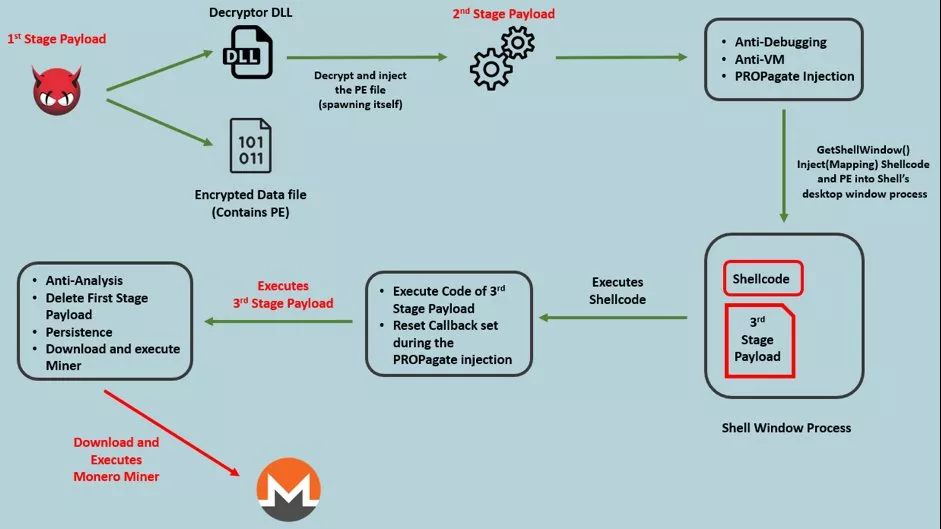 1st Stage Payload
Decryptor DLL
DLL
Decrypt and inject
the PE file
(spawning itself)
101
011
Encrypted Data file
(Contains PE)
2nd Stage Payload
• Anti-Debugging
• Anti-VM
• PROPagate Injection
GetShellWindow()
Inject(Mapping) Shellcode
and PE into Shell's
desktop window process
Shellcode
3rd
Stage
Payload
Shell Window Process
Executes
Shellcode
• Execute Code of 3rd
Stage Payload
• Reset Callback set
during the
PROPagate injection
Executes
3rd Stage Payload
• Anti-Analysis
• Delete First Stage
Payload
• Persistence
• Download and execute
Miner
Download and
Executes
Monero Miner